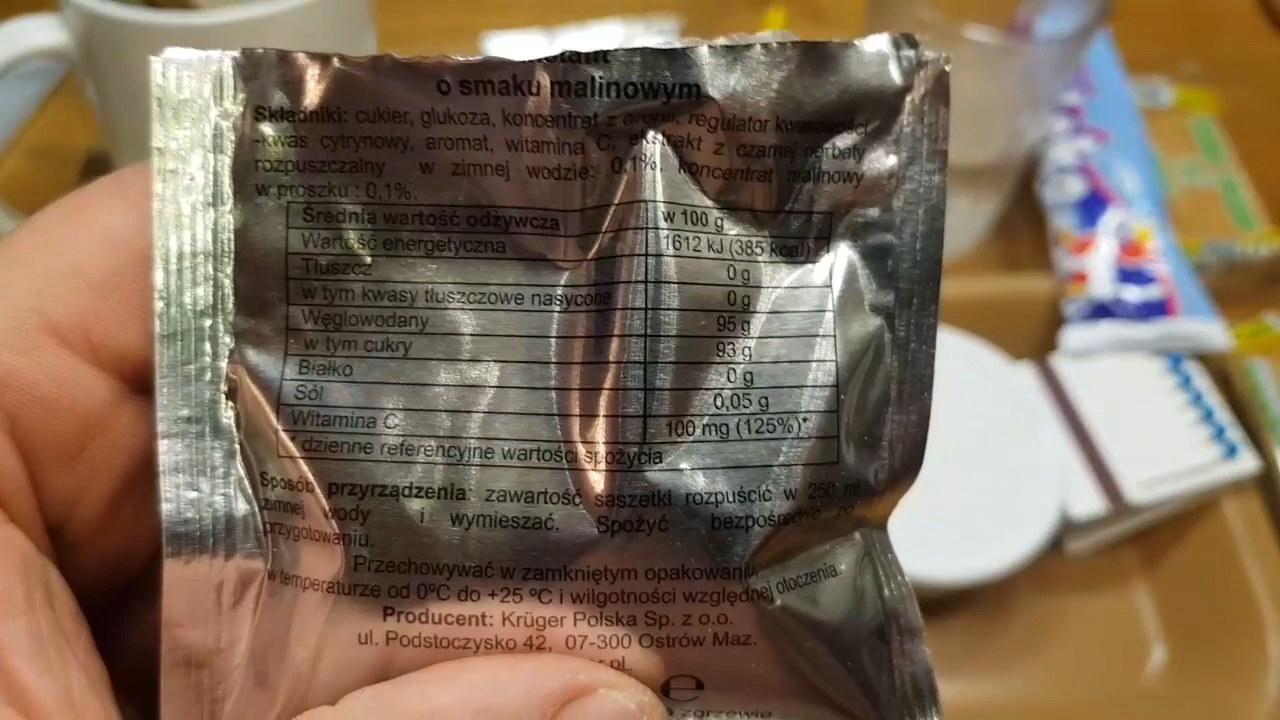 o smaku malinowym
Składniki: cukier, glukoza, koncentrat z aronii, regulator kwasowości
-kwas cytrynowy, aromat, witamina C, ekstrakt z czarnej herbaty
rozpuszczalny w zimnej wodzie: 0,1%, koncentrat malinowy
w proszku : 0,1%.
Średnia wartość odżywcza w 100 g
Wartość energetyczna 1612 kJ (385 kcal)
Tłuszcz 0 g
w tym kwasy tłuszczowe nasycone 0 g
Węglowodany 95 g
w tym cukry 93 g
Białko 0 g
Sól 0,05 g
Witamina C 100 mg (125%)*
* dzienne referencyjne wartości spożycia
Sposób przyrządzenia: zawartość saszetki rozpuścić w 250 ml
zimnej wody i wymieszać. Spożyć bezpośrednio po
przygotowaniu.
Przechowywać w zamkniętym opakowaniu
w temperaturze od 0°C do +25 °C i wilgotności względnej otoczenia.
Producent: Krüger Polska Sp. z o.o.
ul. Podstoczysko 42, 07-300 Ostrów Maz.
e